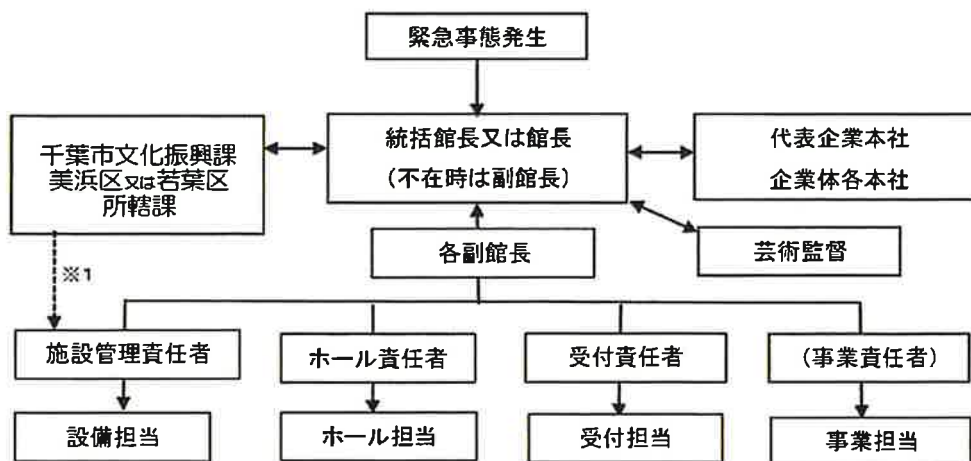 緊急事態発生
千葉市文化振興課
美浜区又は若葉区
所轄課
統括館長又は館長
(不在時は副館長)
代表企業本社
企業体各本社
各副館長
芸術監督
※1
施設管理責任者
ホール責任者
受付責任者
(事業責任者)
設備担当
ホール担当
受付担当
事業担当